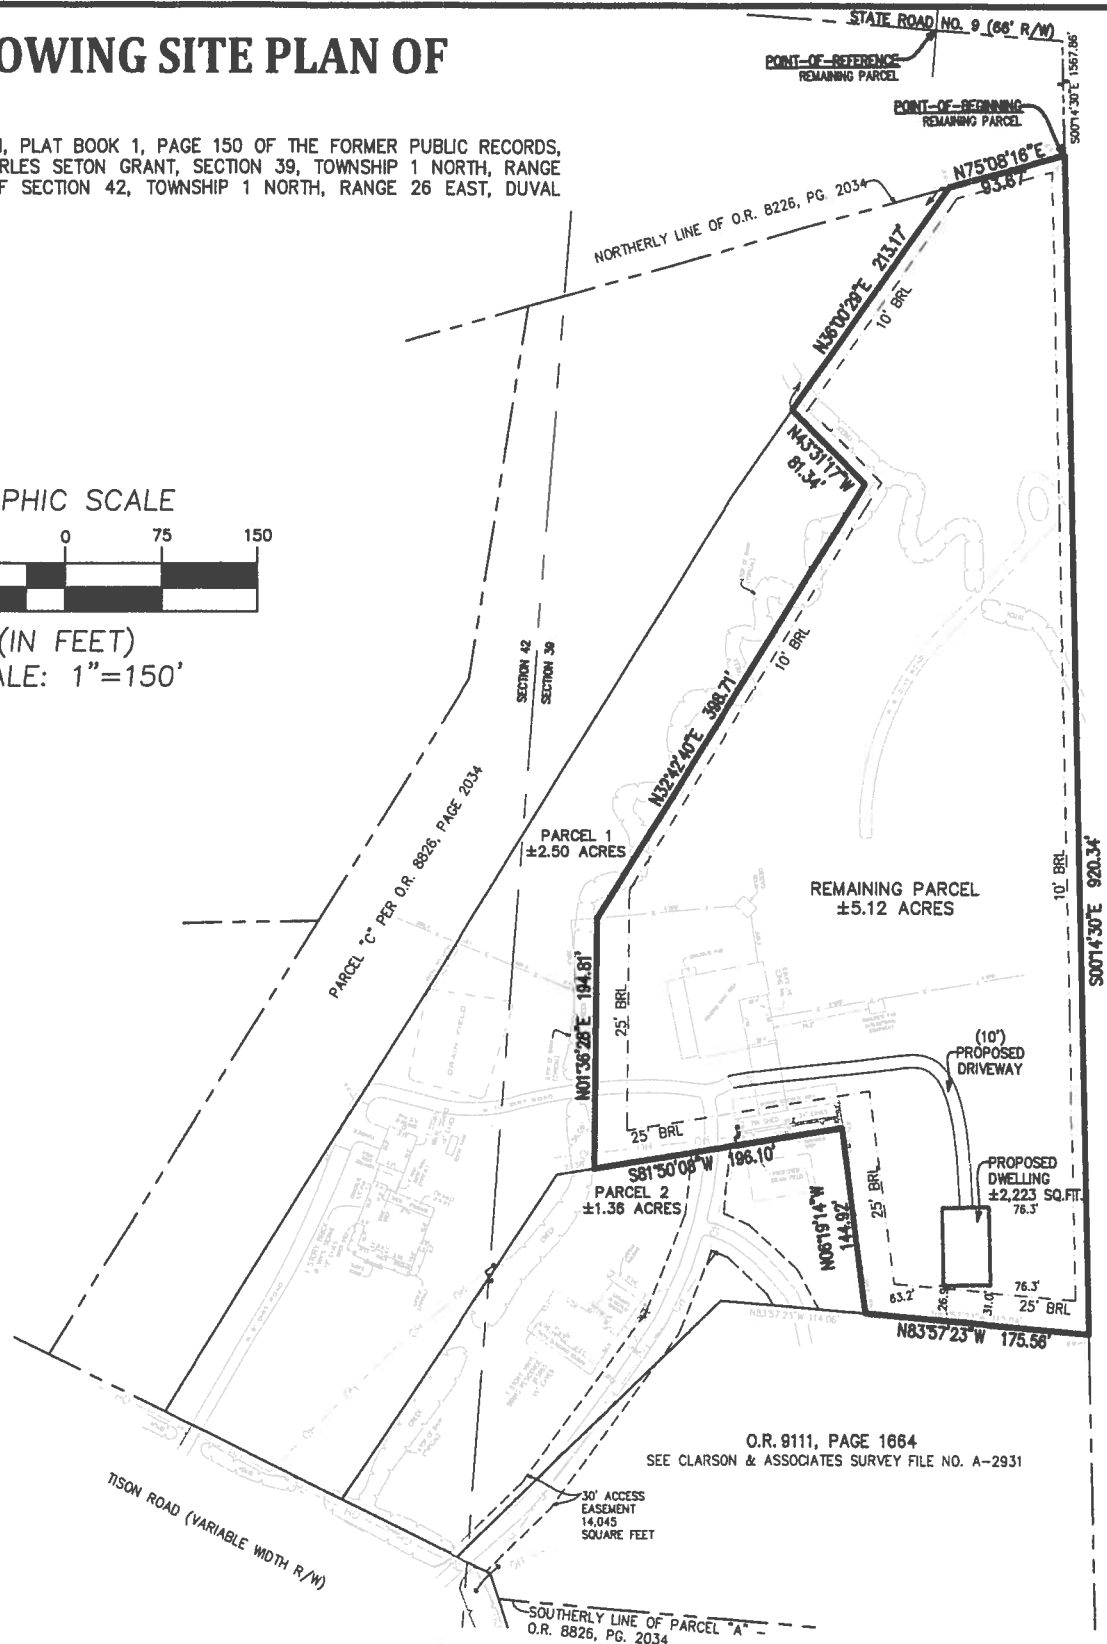 OWING SITE PLAN OF
STATE ROAD NO. 9 (66' R/W)
POINT-OF-REFERENCE
REMAINING PARCEL
S00°14'30"E 1567.86'
POINT-OF-BEGINNING
REMAINING PARCEL
, PLAT BOOK 1, PAGE 150 OF THE FORMER PUBLIC RECORDS,
RLES SETON GRANT, SECTION 39, TOWNSHIP 1 NORTH, RANGE
F SECTION 42, TOWNSHIP 1 NORTH, RANGE 26 EAST, DUVAL
N75°08'16"E
93.67'
NORTHERLY LINE OF O.R. 8226, PG. 2034
N36°00'29"E 213.17'
10' BRL
N43°31'17"W
81.34'
PHIC SCALE
0 75 150
(IN FEET)
ALE: 1"=150'
SECTION 42
SECTION 39
10' BRL
N32°42'40"E 398.71'
PARCEL "C" PER O.R. 8826, PAGE 2034
PARCEL 1
±2.50 ACRES
REMAINING PARCEL
±5.12 ACRES
10' BRL
S00°14'30"E 920.34'
N01°36'28"E 194.81'
25' BRL
DRAIN FIELD
(10')
PROPOSED
DRIVEWAY
25' BRL
S81°50'08"W 196.10'
PARCEL 2
±1.36 ACRES
N06°19'14"W
144.92'
25' BRL
PROPOSED
DWELLING
±2,223 SQ.FT.
76.3'
76.3'
63.2'
26.9'
31.0'
25' BRL
N83°57'23"W 114.06'
N83°57'23"W 175.56'
O.R. 9111, PAGE 1664
SEE CLARSON & ASSOCIATES SURVEY FILE NO. A-2931
30' ACCESS
EASEMENT
14,045
SQUARE FEET
TISON ROAD (VARIABLE WIDTH R/W)
SOUTHERLY LINE OF PARCEL "A"
O.R. 8826, PG. 2034